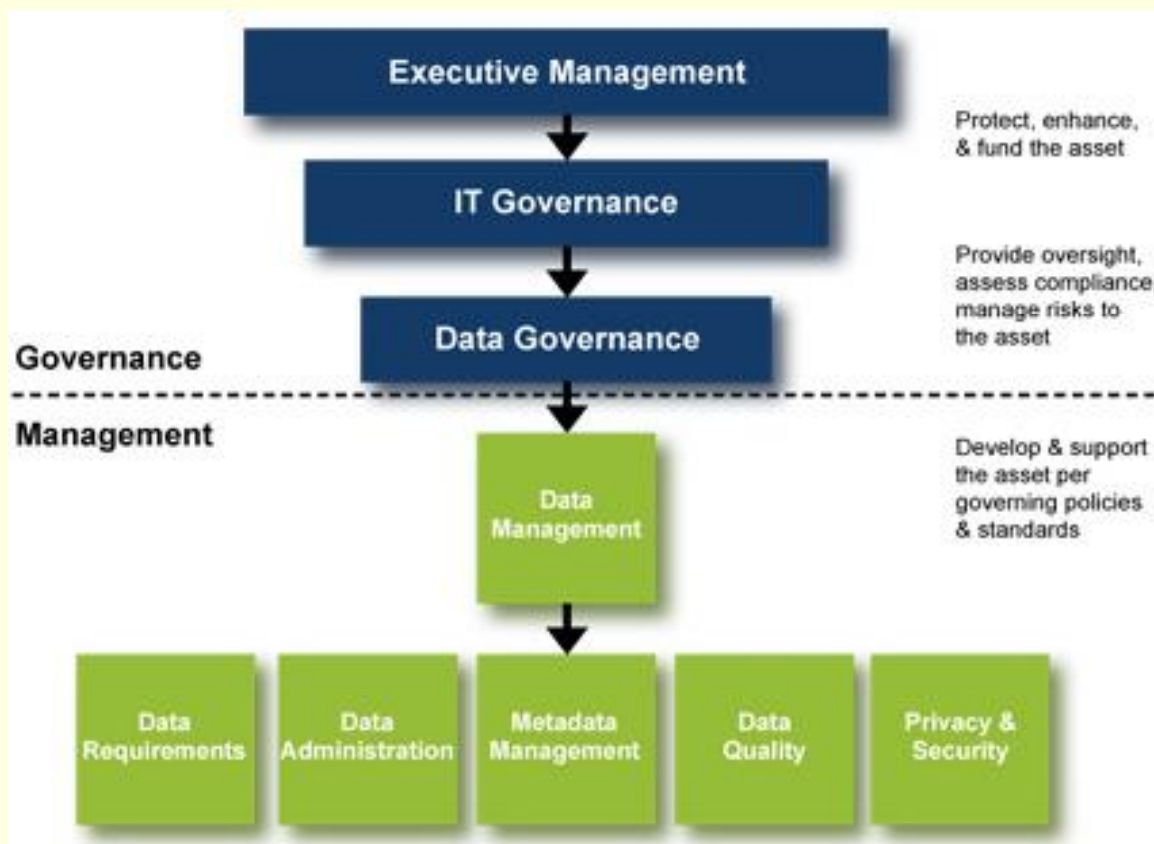 Executive Management
Protect, enhance,
& fund the asset
IT Governance
Provide oversight,
assess compliance
manage risks to
the asset
Data Governance
Governance
Management
Develop & support
the asset per
governing policies
& standards
Data
Management
Data
Requirements
Data
Administration
Metadata
Management
Data
Quality
Privacy &
Security